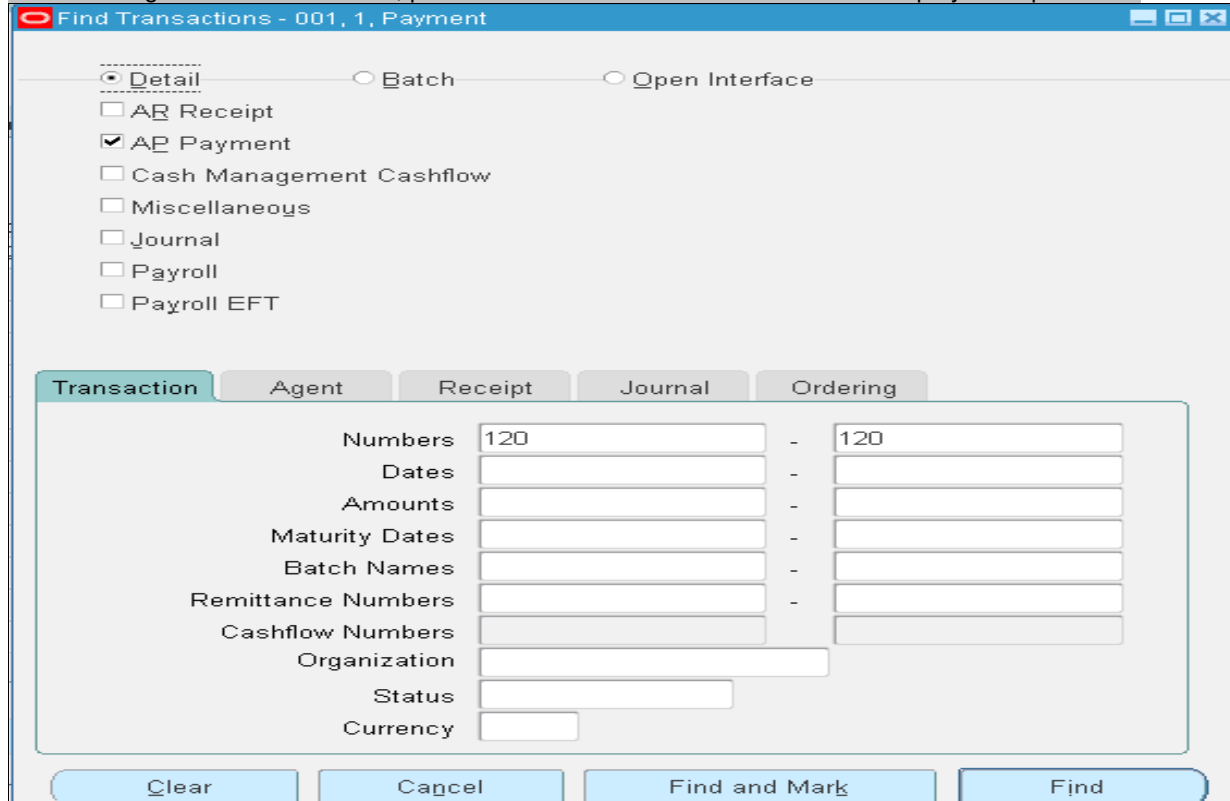 Find Transactions - 001, 1, Payment
Detail Batch Open Interface
AR Receipt
AP Payment
Cash Management Cashflow
Miscellaneous
Journal
Payroll
Payroll EFT
Transaction Agent Receipt Journal Ordering
Numbers 120 - 120
Dates -
Amounts -
Maturity Dates -
Batch Names -
Remittance Numbers -
Cashflow Numbers
Organization
Status
Currency
Clear Cancel Find and Mark Find